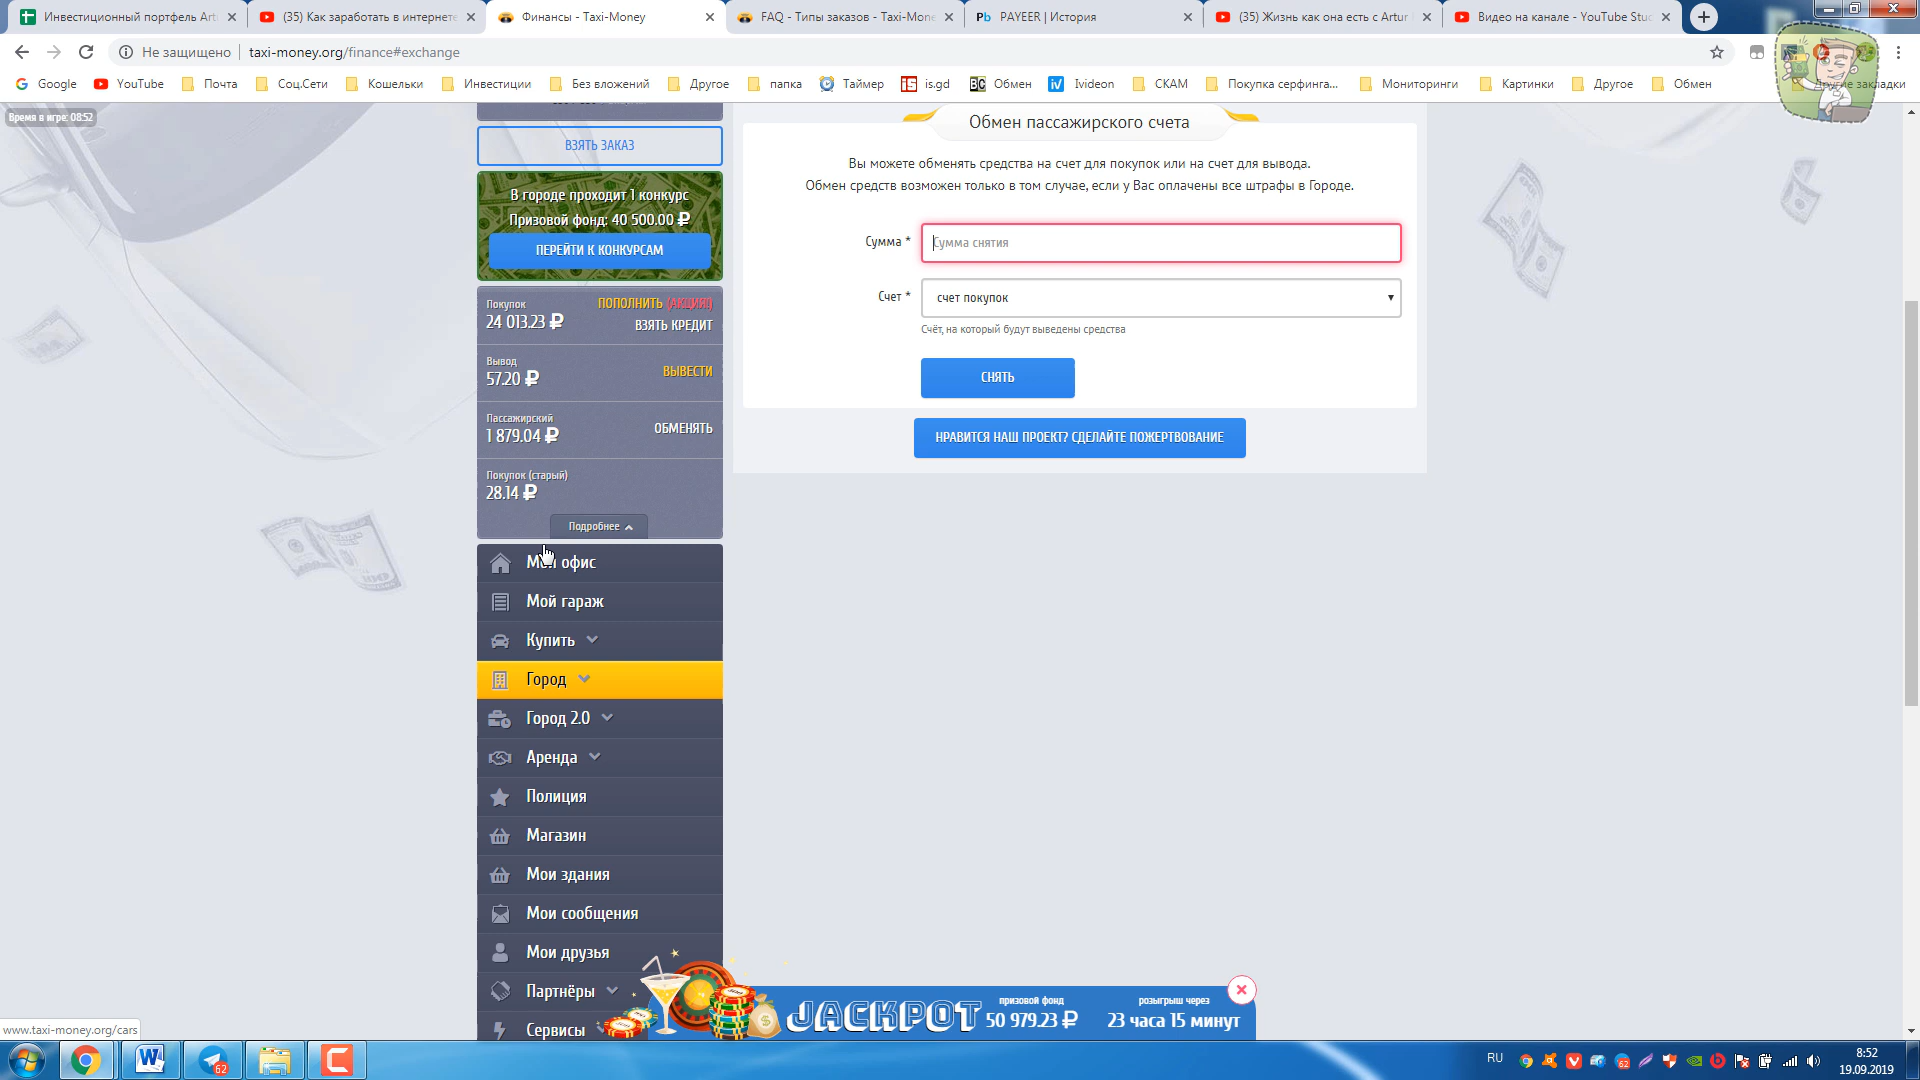 Инвестиционный портфель Art
(35) Как заработать в интернете
Финансы - Taxi-Money
FAQ - Типы заказов - Taxi-Mone
PAYEER | История
(35) Жизнь как она есть с Artur
Видео на канале - YouTube Stu
Не защищено
taxi-money.org/finance#exchange
Google
YouTube
Почта
Соц.Сети
Кошельки
Инвестиции
Без вложений
Другое
папка
Таймер
is.gd
Обмен
Ivideon
СКАМ
Покупка серфинга...
Мониторинги
Картинки
Другое
Обмен
Другие закладки
Время в игре: 08:52
ВЗЯТЬ ЗАКАЗ
В городе проходит 1 конкурс
Призовой фонд: 40 500.00 ₽
ПЕРЕЙТИ К КОНКУРСАМ
Покупок
24 013.23 ₽
ПОПОЛНИТЬ (АКЦИЯ!)
ВЗЯТЬ КРЕДИТ
Вывод
57.20 ₽
ВЫВЕСТИ
Пассажирский
1 879.04 ₽
ОБМЕНЯТЬ
Покупок (старый)
28.14 ₽
Подробнее
Мой офис
Мой гараж
Купить
Город
Город 2.0
Аренда
Полиция
Магазин
Мои здания
Мои сообщения
Мои друзья
Партнёры
Сервисы
Обмен пассажирского счета
Вы можете обменять средства на счет для покупок или на счет для вывода.
Обмен средств возможен только в том случае, если у Вас оплачены все штрафы в Городе.
Сумма *
Сумма снятия
Счет *
счет покупок
Счёт, на который будут выведены средства
СНЯТЬ
НРАВИТСЯ НАШ ПРОЕКТ? СДЕЛАЙТЕ ПОЖЕРТВОВАНИЕ
JACKPOT
призовой фонд
50 979.23 ₽
розыгрыш через
23 часа 15 минут
www.taxi-money.org/cars
RU
8:52
19.09.2019